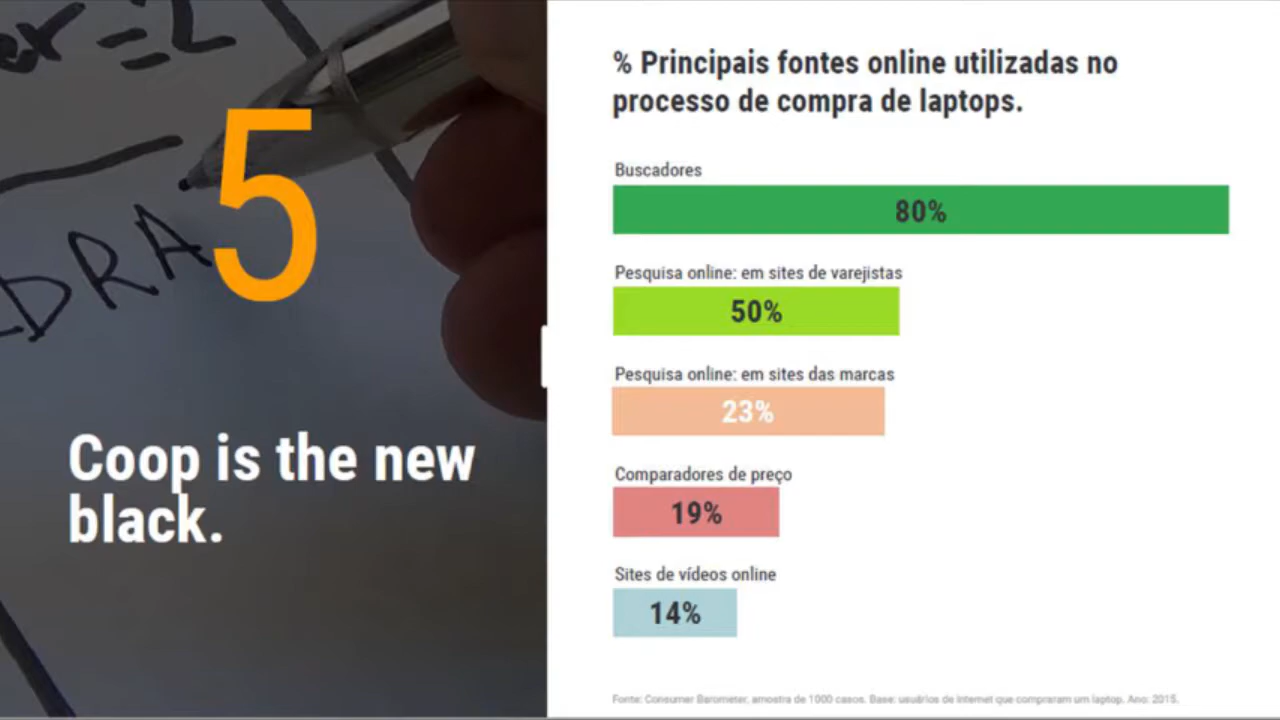 er = 2
DRA
5
Coop is the new
black.
% Principais fontes online utilizadas no
processo de compra de laptops.
Buscadores
80%
Pesquisa online: em sites de varejistas
50%
Pesquisa online: em sites das marcas
23%
Comparadores de preço
19%
Sites de vídeos online
14%
Fonte: Consumer Barometer, amostra de 1000 casos. Base: usuários de internet que compraram um laptop. Ano: 2015.